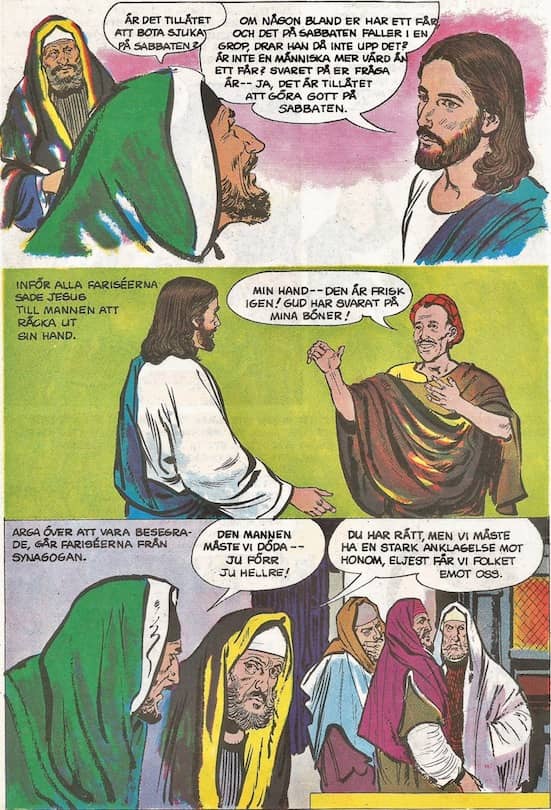 ÄR DET TILLÅTET
ATT BOTA SJUKA
PÅ SABBATEN?
OM NÅGON BLAND ER HAR ETT FÅR
OCH DET PÅ SABBATEN FALLER I EN
GROP, DRAR HAN DÅ INTE UPP DET?
ÄR INTE EN MÄNNISKA MER VÄRD ÄN
ETT FÅR? SVARET PÅ ER FRÅGA
ÄR-- JA, DET ÄR TILLÅTET
ATT GÖRA GOTT PÅ
SABBATEN.
INFÖR ALLA FARISÉERNA
SADE JESUS
TILL MANNEN ATT
RÄCKA UT
SIN HAND.
MIN HAND-- DEN ÄR FRISK
IGEN! GUD HAR SVARAT PÅ
MINA BÖNER!
ARGA ÖVER ATT VARA BESEGRA-
DE, GÅR FARISÉERNA FRÅN
SYNAGOGAN.
DEN MANNEN
MÅSTE VI DÖDA--
JU FÖRR
JU HELLRE!
DU HAR RÄTT, MEN VI MÅSTE
HA EN STARK ANKLAGELSE MOT
HONOM, ELJEST FÅR VI FOLKET
EMOT OSS.